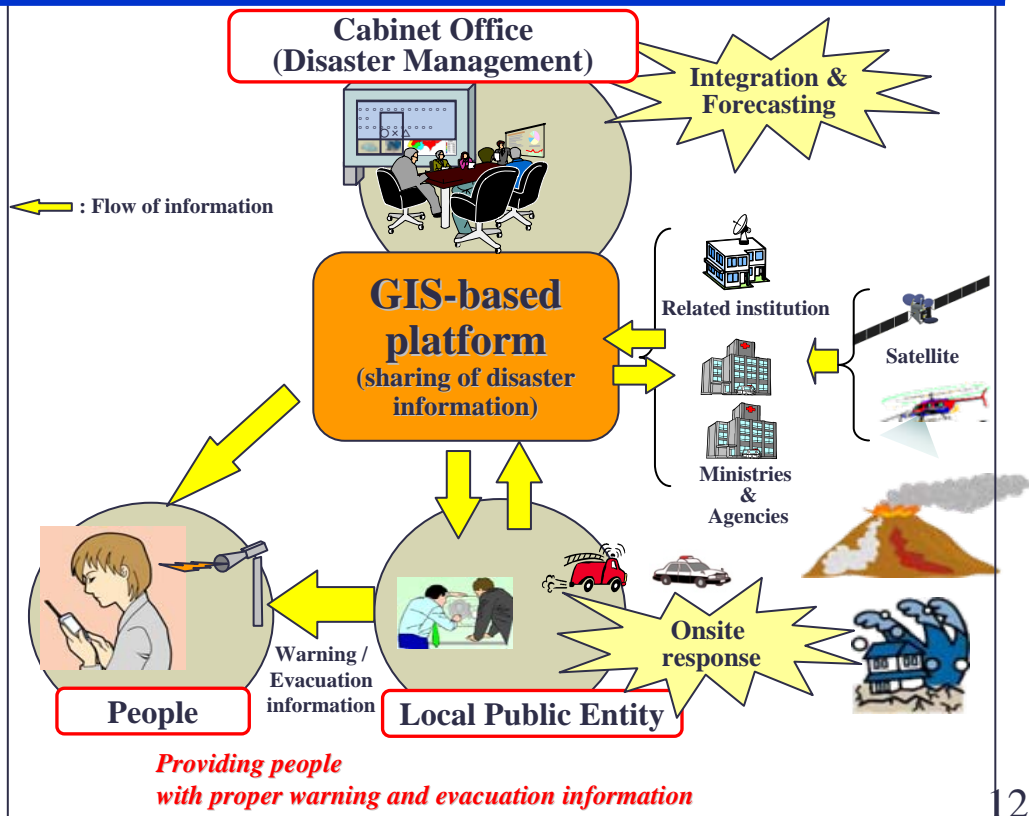 Cabinet Office
(Disaster Management)
Integration &
Forecasting
: Flow of information
GIS-based
platform
(sharing of disaster
information)
Related institution
Satellite
Ministries
&
Agencies
Onsite
response
Warning /
Evacuation
information
People
Local Public Entity
Providing people
with proper warning and evacuation information
12